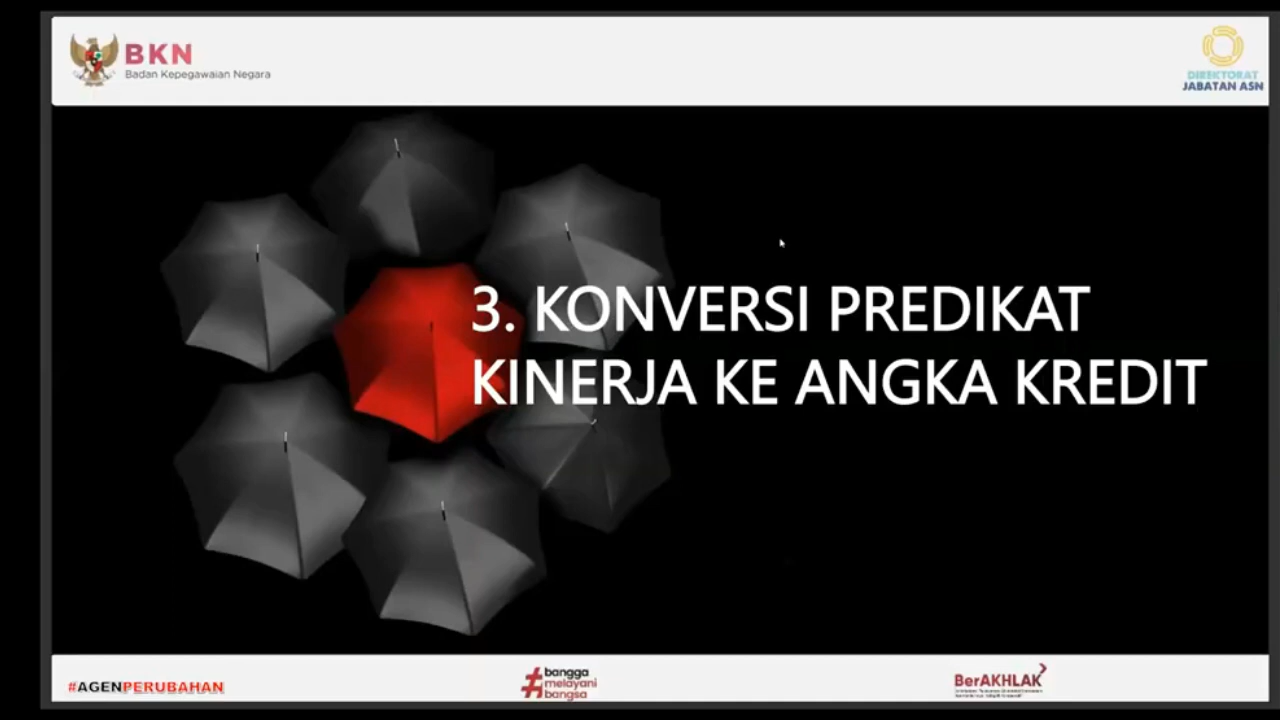 BKN
Badan Kepegawaian Negara
DIREKTORAT
JABATAN ASN
3. KONVERSI PREDIKAT
KINERJA KE ANGKA KREDIT
#AGENPERUBAHAN
#bangga
melayani
bangsa
BerAKHLAK